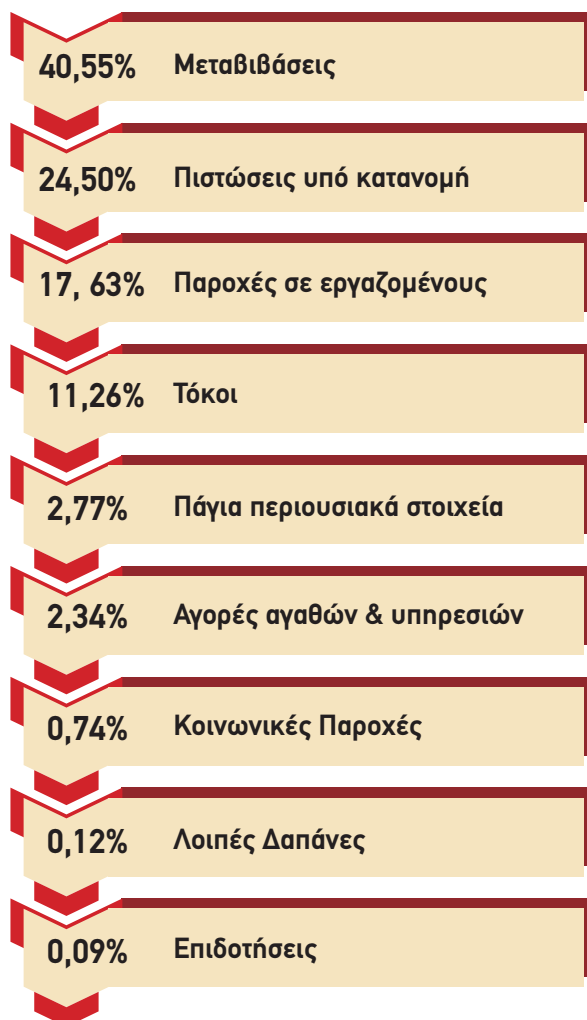 40,55% Μεταβιβάσεις
24,50% Πιστώσεις υπό κατανομή
17, 63% Παροχές σε εργαζομένους
11,26% Τόκοι
2,77% Πάγια περιουσιακά στοιχεία
2,34% Αγορές αγαθών & υπηρεσιών
0,74% Κοινωνικές Παροχές
0,12% Λοιπές Δαπάνες
0,09% Επιδοτήσεις